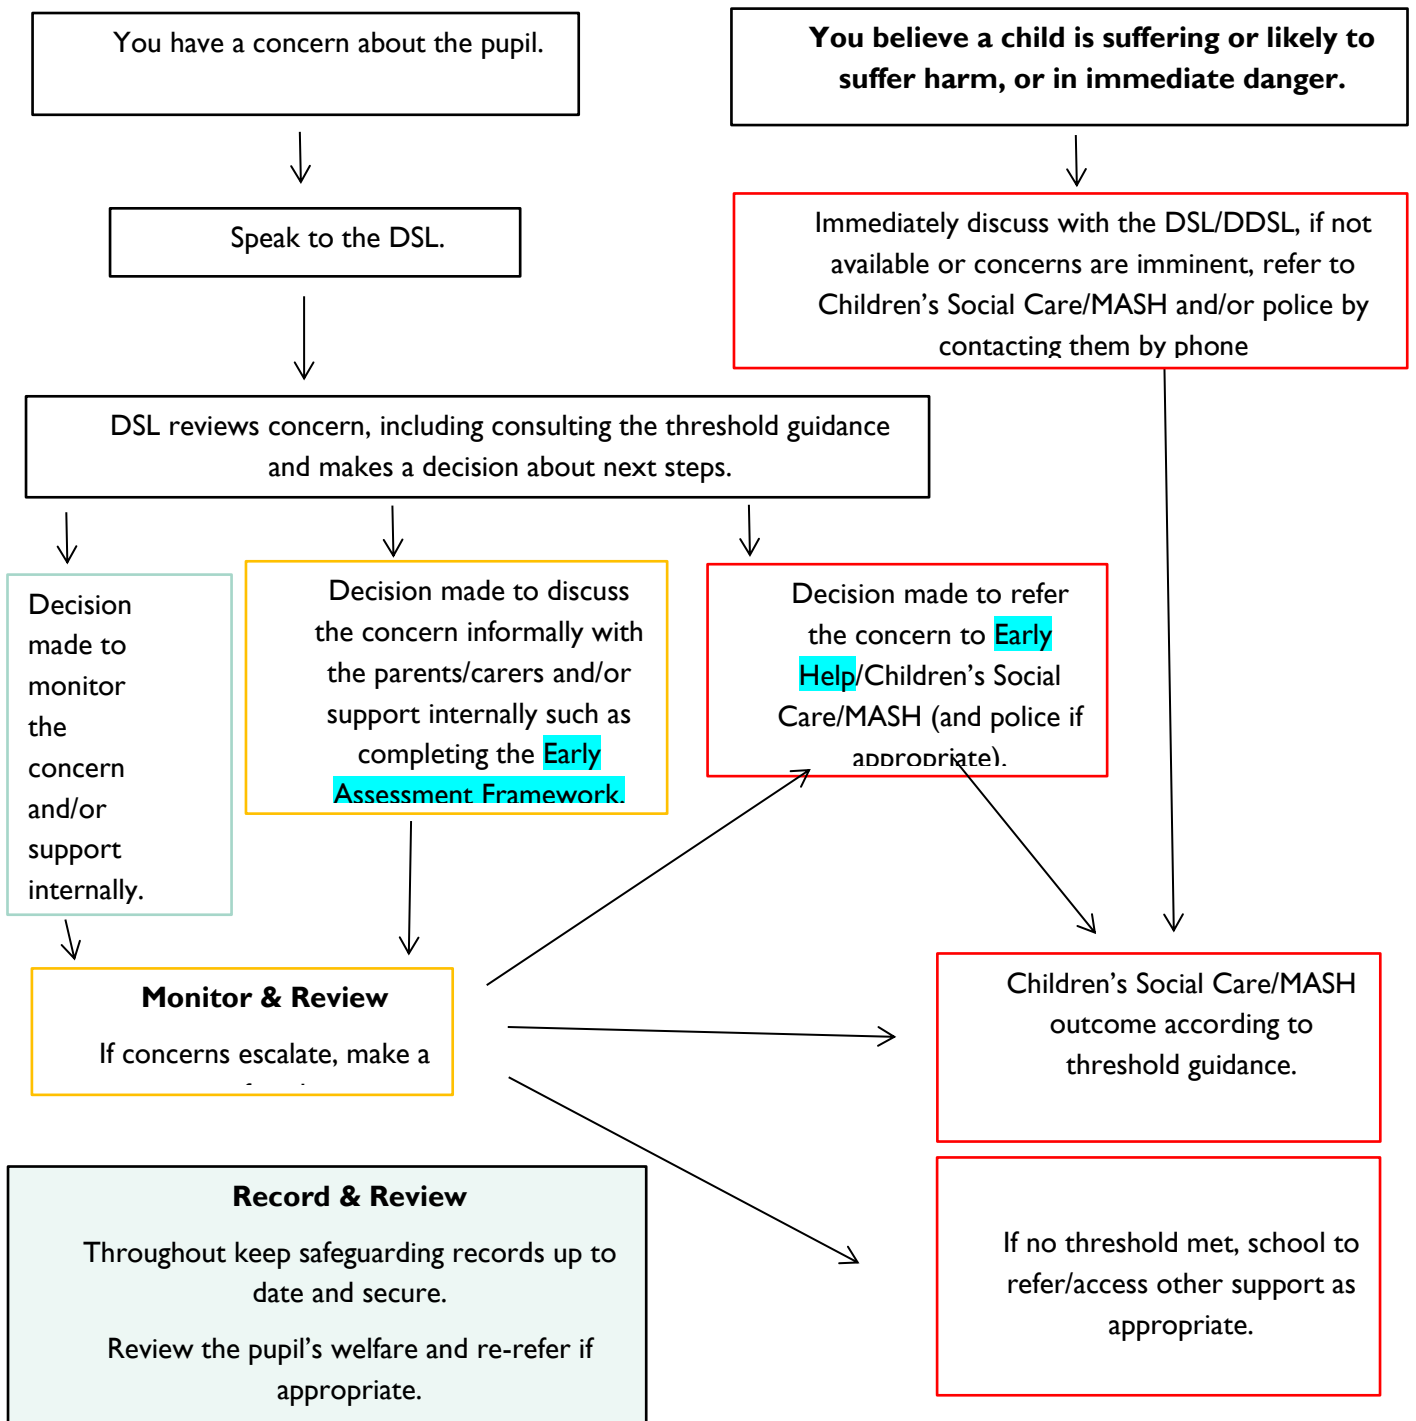 You have a concern about the pupil.
You believe a child is suffering or likely to
suffer harm, or in immediate danger.
Speak to the DSL.
Immediately discuss with the DSL/DDSL, if not
available or concerns are imminent, refer to
Children’s Social Care/MASH and/or police by
contacting them by phone
DSL reviews concern, including consulting the threshold guidance
and makes a decision about next steps.
Decision
made to
monitor
the
concern
and/or
support
internally.
Decision made to discuss
the concern informally with
the parents/carers and/or
support internally such as
completing the Early
Assessment Framework.
Decision made to refer
the concern to Early
Help/Children’s Social
Care/MASH (and police if
appropriate).
Monitor & Review
If concerns escalate, make a
Children’s Social Care/MASH
outcome according to
threshold guidance.
Record & Review
Throughout keep safeguarding records up to
date and secure.
Review the pupil’s welfare and re-refer if
appropriate.
If no threshold met, school to
refer/access other support as
appropriate.